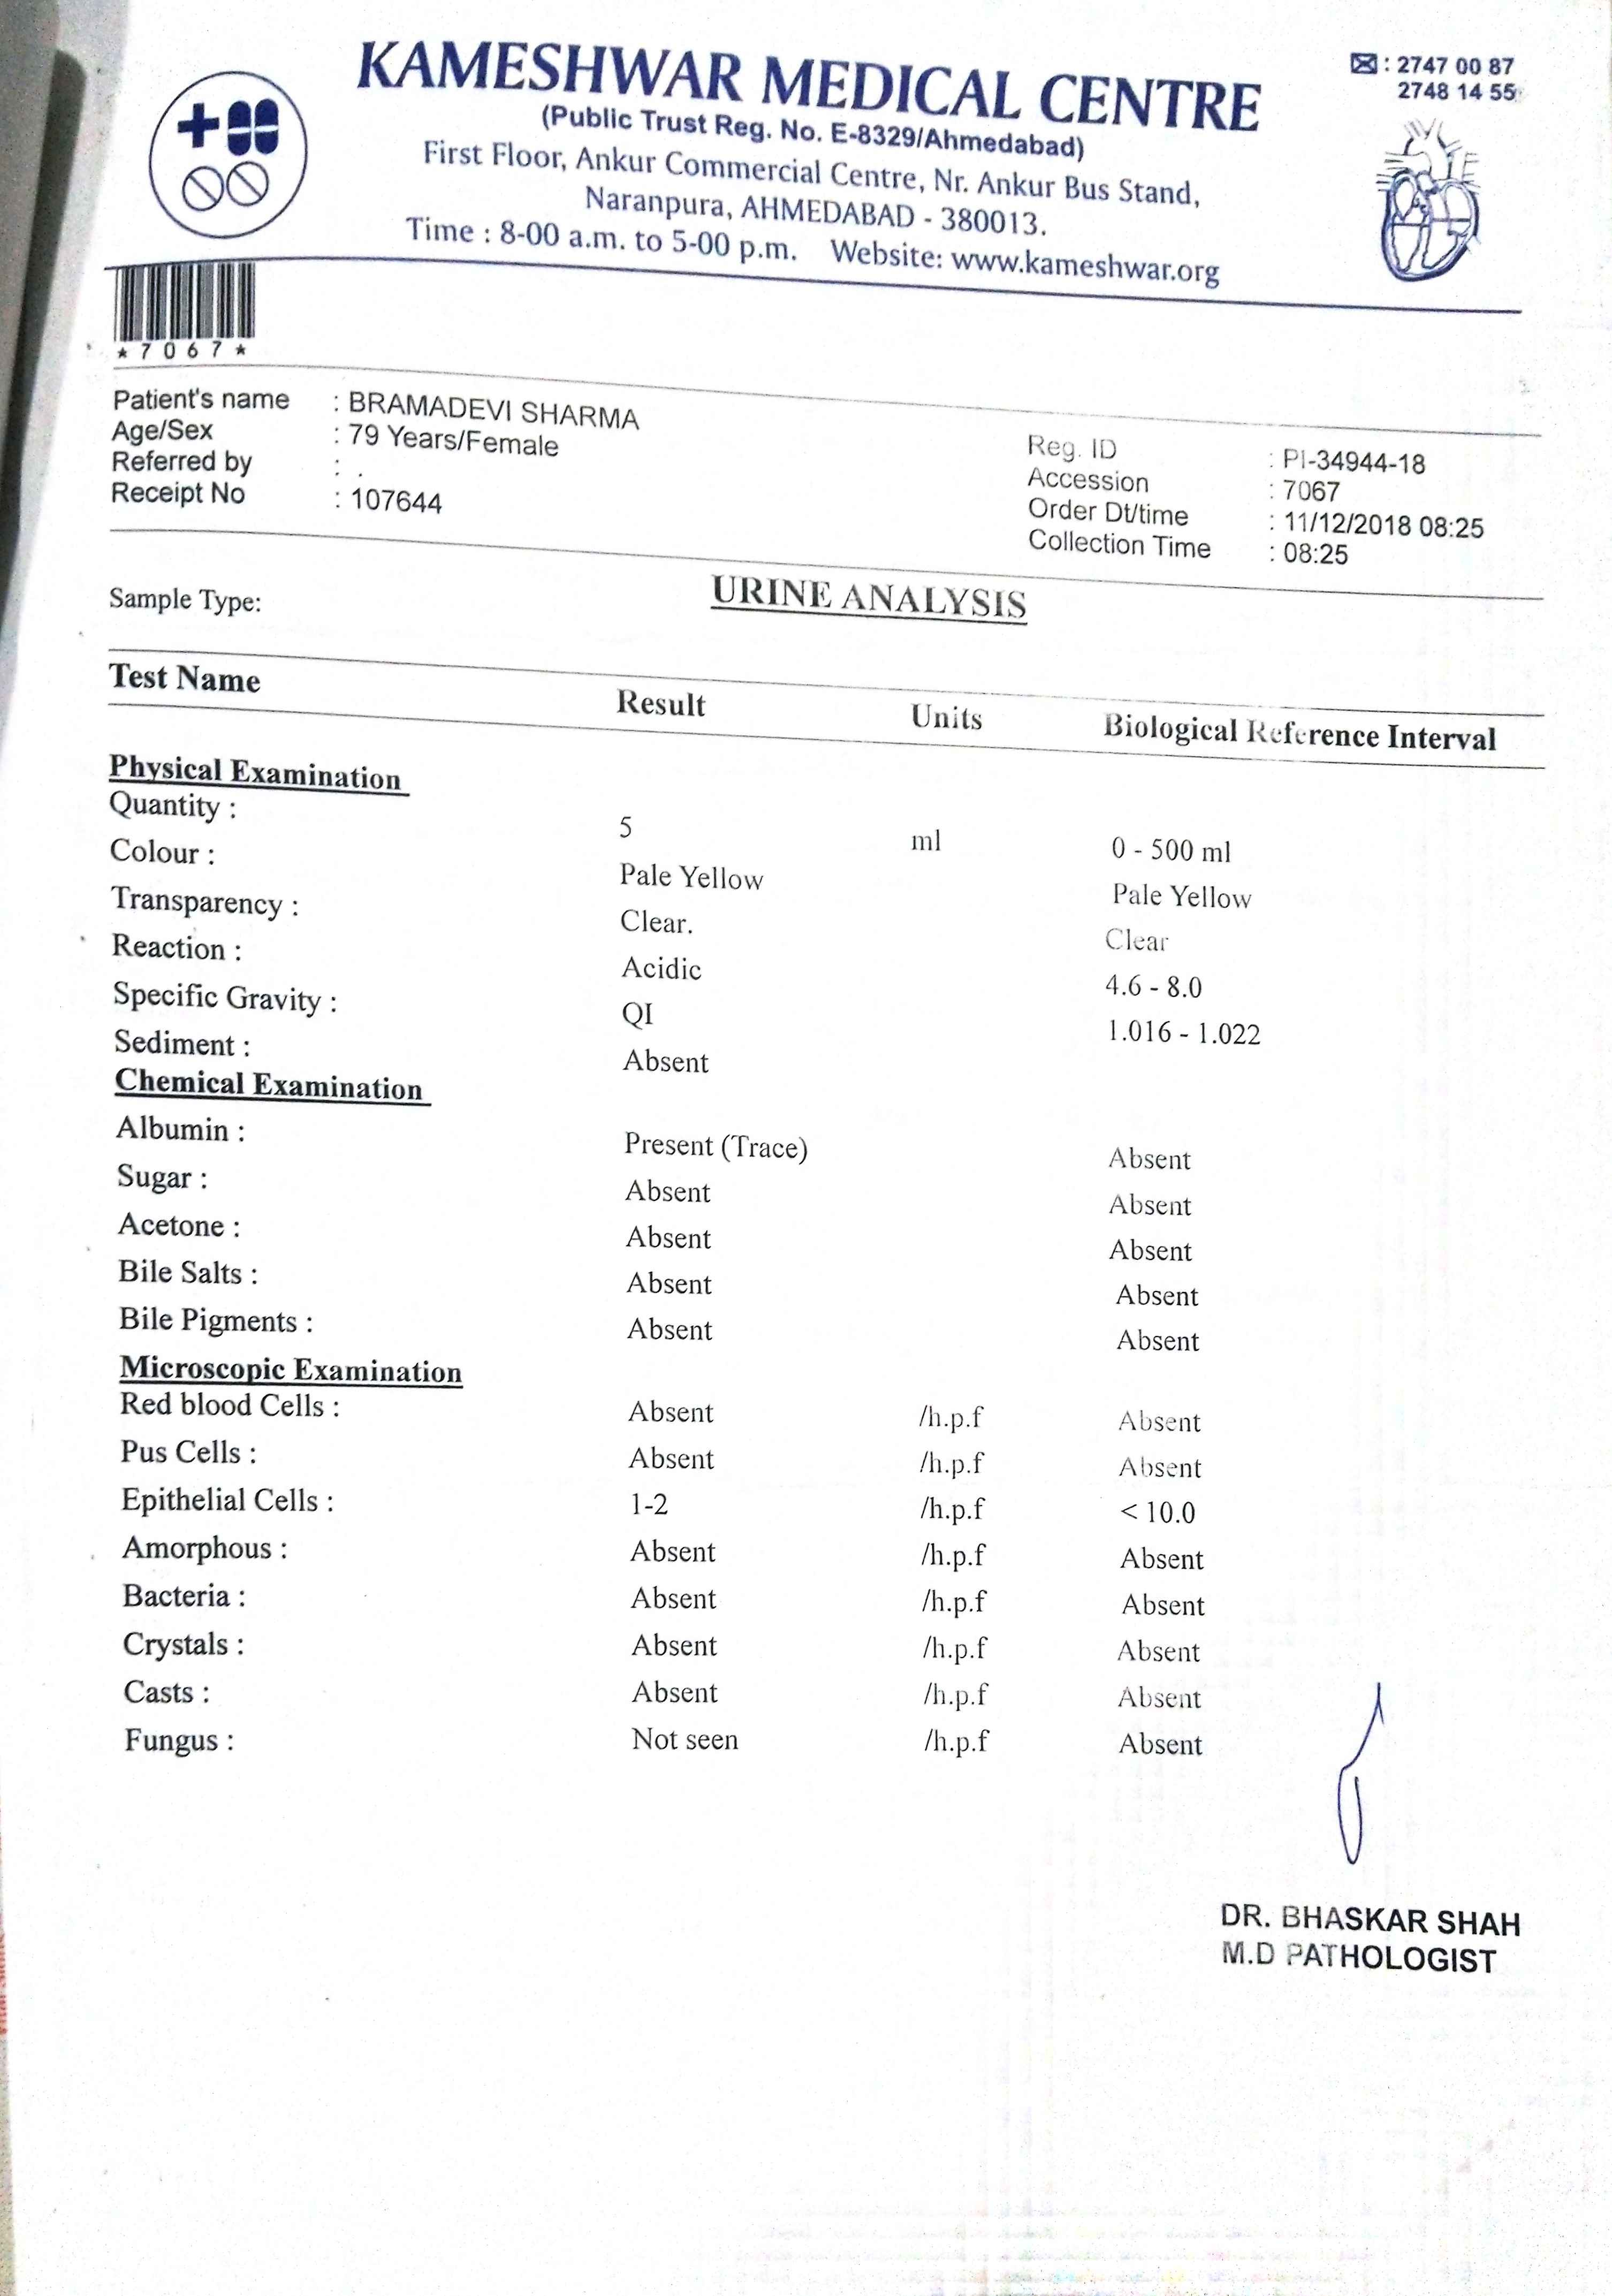 KAMESHWAR MEDICAL CENTRE
(Public Trust Reg. No. E-8329/Ahmedabad)
First Floor, Ankur Commercial Centre, Nr. Ankur Bus Stand,
Naranpura, AHMEDABAD - 380013.
Time : 8-00 a.m. to 5-00 p.m. Website: www.kameshwar.org
: 2747 00 87
2748 14 55
*7067*
Patient's name : BRAMADEVI SHARMA
Age/Sex : 79 Years/Female
Referred by : .
Receipt No : 107644
Reg. ID : PI-34944-18
Accession : 7067
Order Dt/time : 11/12/2018 08:25
Collection Time : 08:25
Sample Type:
URINE ANALYSIS
Test Name Result Units Biological Reference Interval
Physical Examination
Quantity : 5 ml 0 - 500 ml
Colour : Pale Yellow Pale Yellow
Transparency : Clear. Clear
Reaction : Acidic 4.6 - 8.0
Specific Gravity : QI 1.016 - 1.022
Sediment : Absent
Chemical Examination
Albumin : Present (Trace) Absent
Sugar : Absent Absent
Acetone : Absent Absent
Bile Salts : Absent Absent
Bile Pigments : Absent Absent
Microscopic Examination
Red blood Cells : Absent /h.p.f Absent
Pus Cells : Absent /h.p.f Absent
Epithelial Cells : 1-2 /h.p.f < 10.0
Amorphous : Absent /h.p.f Absent
Bacteria : Absent /h.p.f Absent
Crystals : Absent /h.p.f Absent
Casts : Absent /h.p.f Absent
Fungus : Not seen /h.p.f Absent
DR. BHASKAR SHAH
M.D PATHOLOGIST